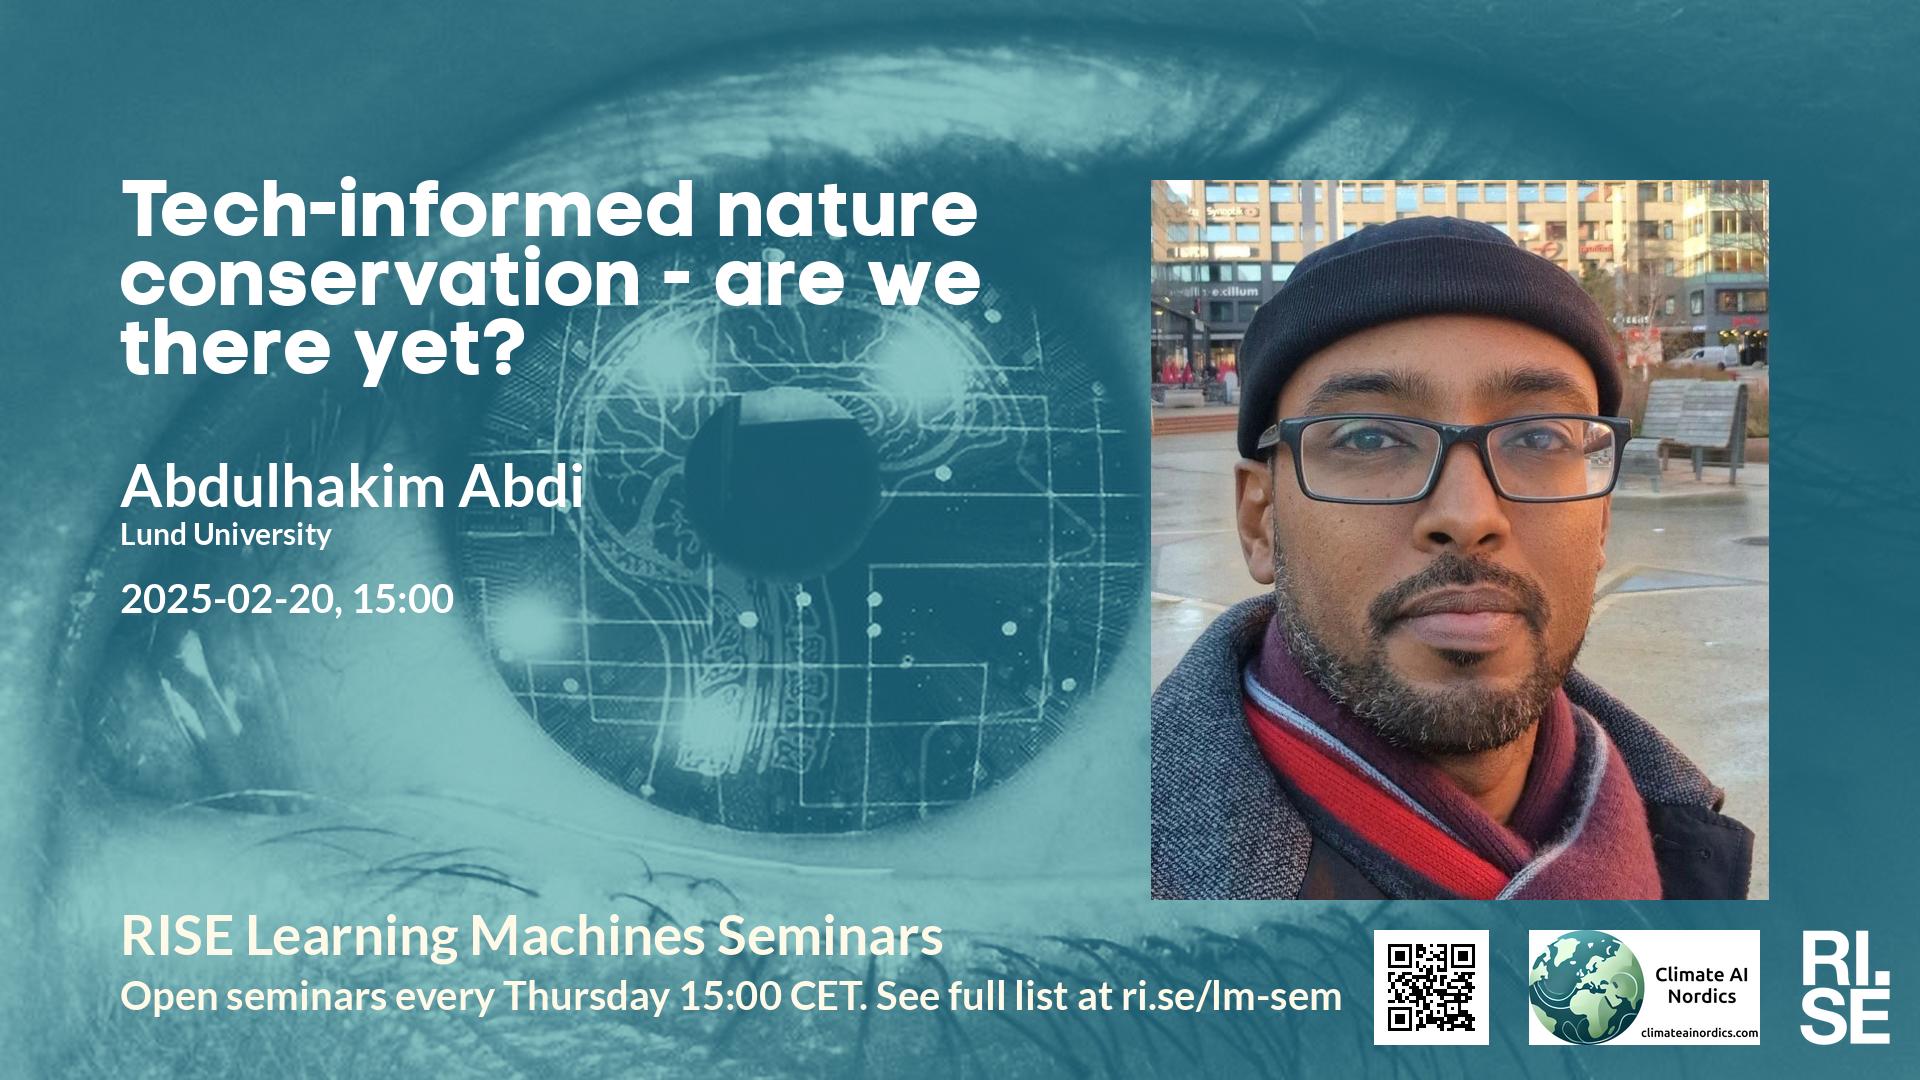 Tech-informed nature
conservation - are we
there yet?
Abdulhakim Abdi
Lund University
2025-02-20, 15:00
Synoptik
excillum
RISE Learning Machines Seminars
Open seminars every Thursday 15:00 CET. See full list at ri.se/lm-sem
Climate AI
Nordics
climateainordics.com
RI.
SE